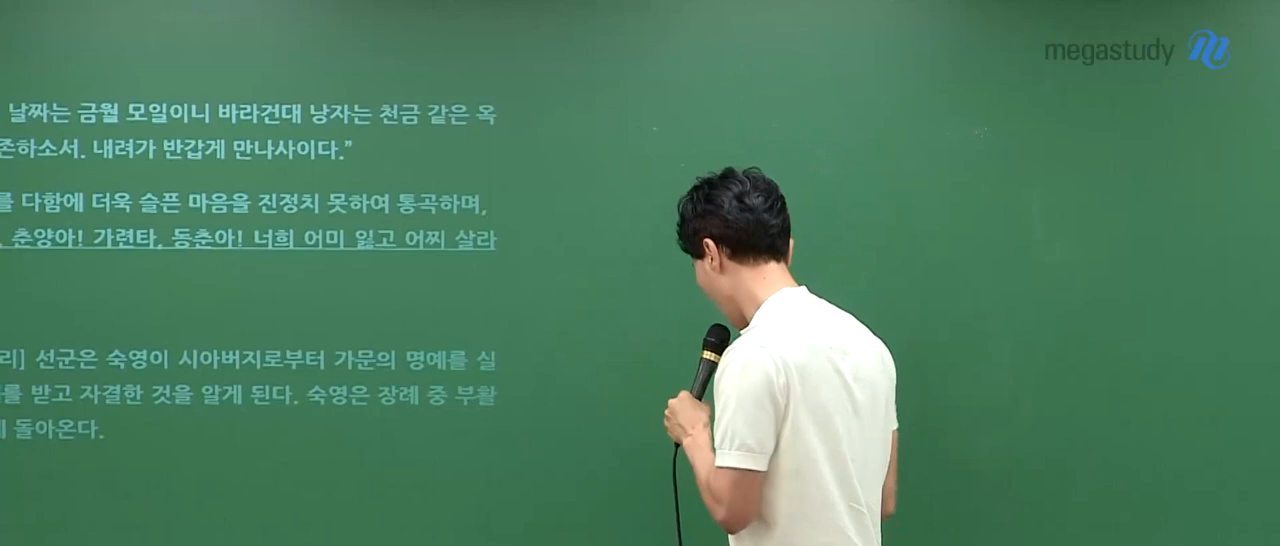 megastudy
날짜는 금월 모일이니 바라건대 낭자는 천금 같은 옥
존하소서. 내려가 반갑게 만나사이다.”
를 다함에 더욱 슬픈 마음을 진정치 못하여 통곡하며,
춘양아! 가련타, 동춘아! 너희 어미 잃고 어찌 살라
리] 선군은 숙영이 시아버지로부터 가문의 명예를 실
를 받고 자결한 것을 알게 된다. 숙영은 장례 중 부활
돌아온다.